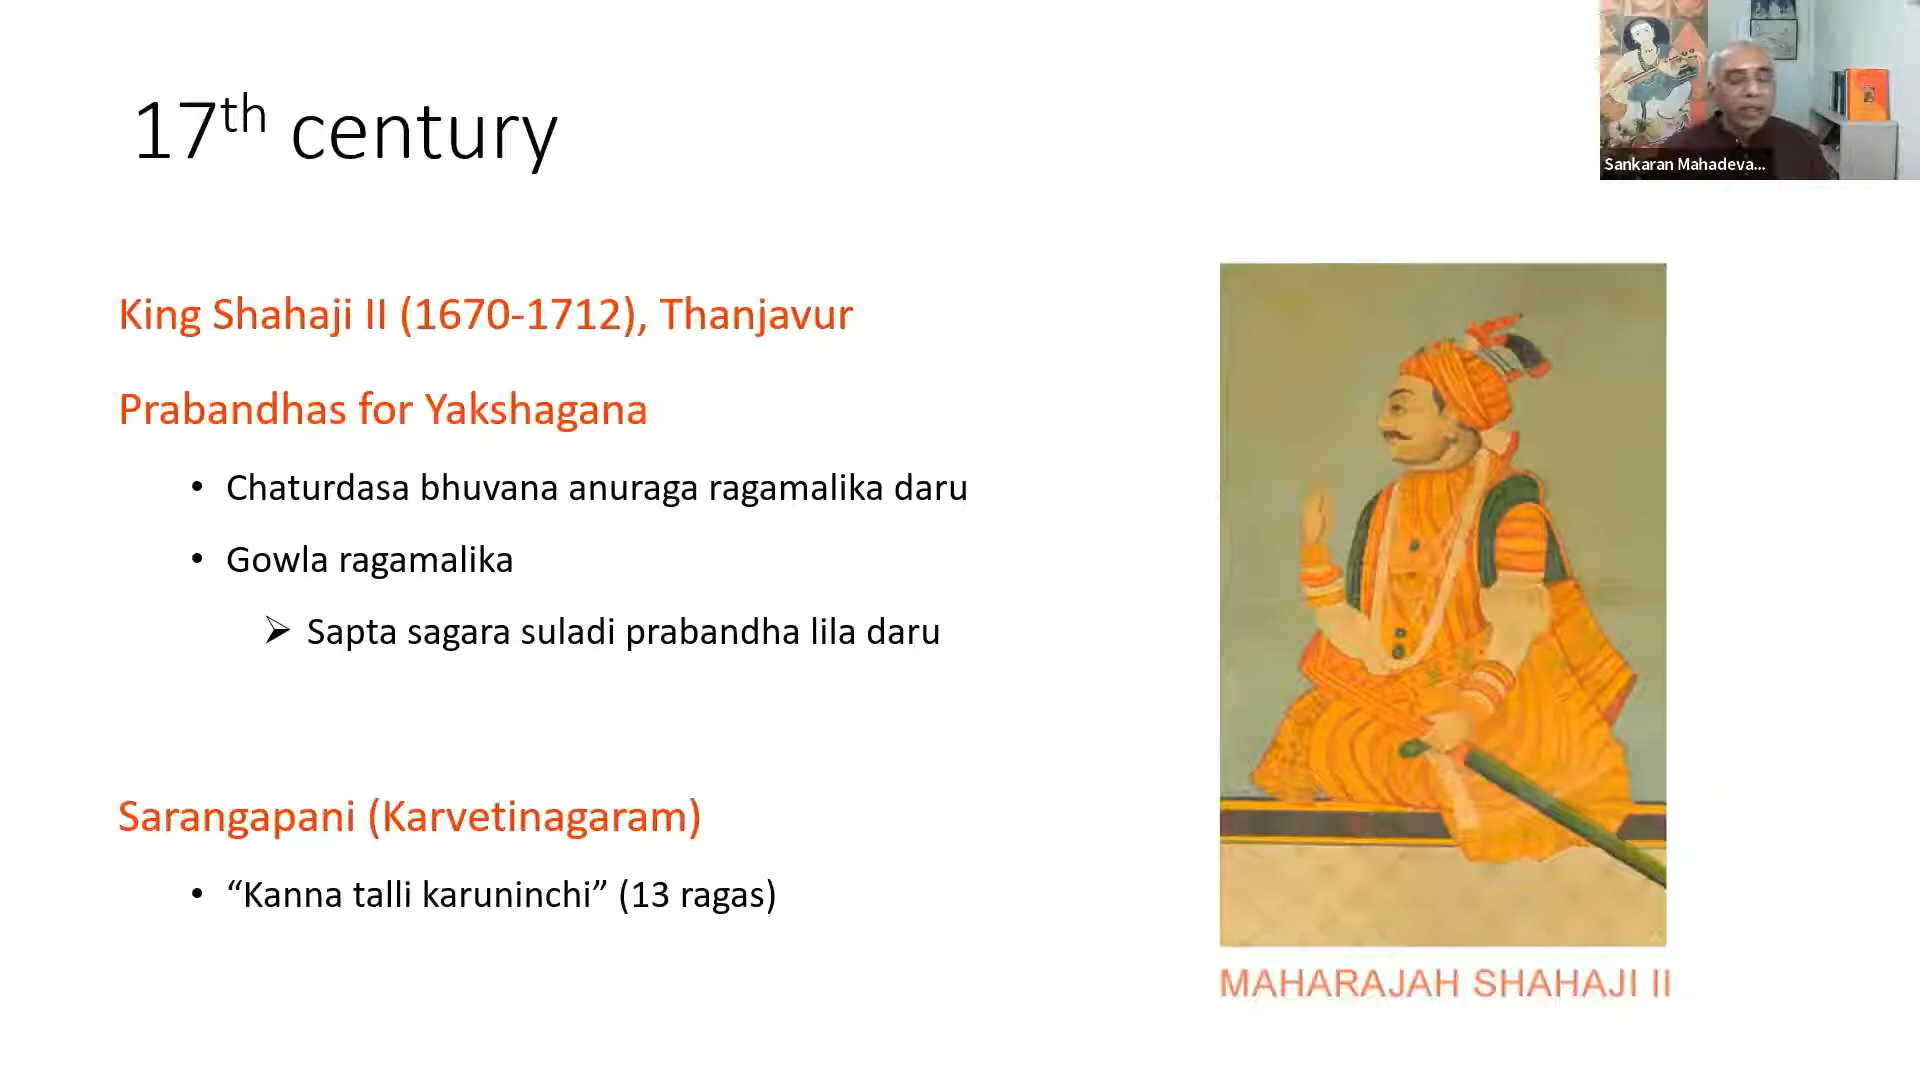 17th century
Sankaran Mahadeva...
King Shahaji II (1670-1712), Thanjavur
Prabandhas for Yakshagana
• Chaturdasa bhuvana anuraga ragamalika daru
• Gowla ragamalika
➢ Sapta sagara suladi prabandha lila daru
Sarangapani (Karvetinagaram)
• “Kanna talli karuninchi” (13 ragas)
MAHARAJAH SHAHAJI II